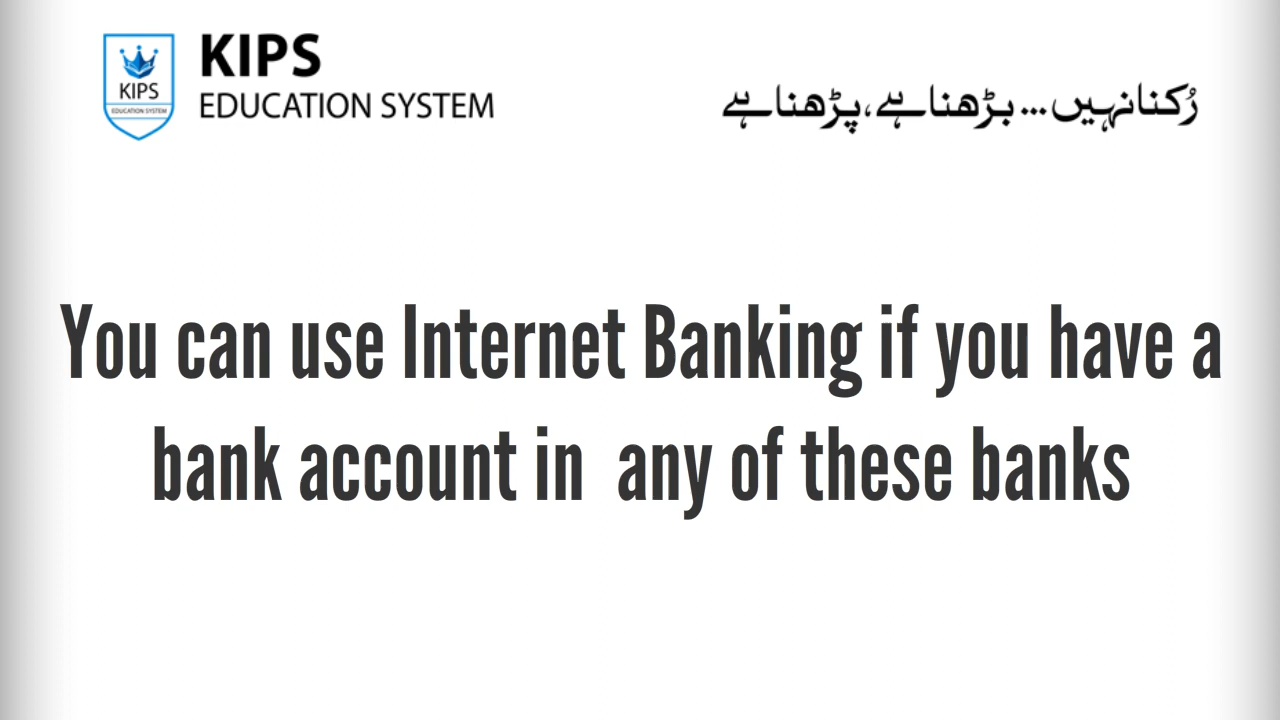 KIPS
EDUCATION SYSTEM
KIPS
EDUCATION SYSTEM
رُکنا نہیں... بڑھنا ہے، پڑھنا ہے
You can use Internet Banking if you have a
bank account in  any of these banks